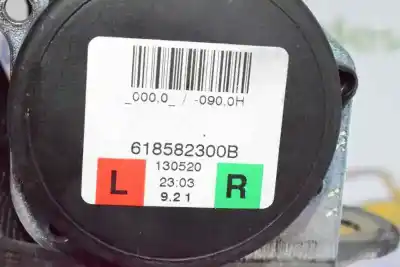 _000,0_ / -090,0H
618582300B
L
130520
23:03
9.2 1
R